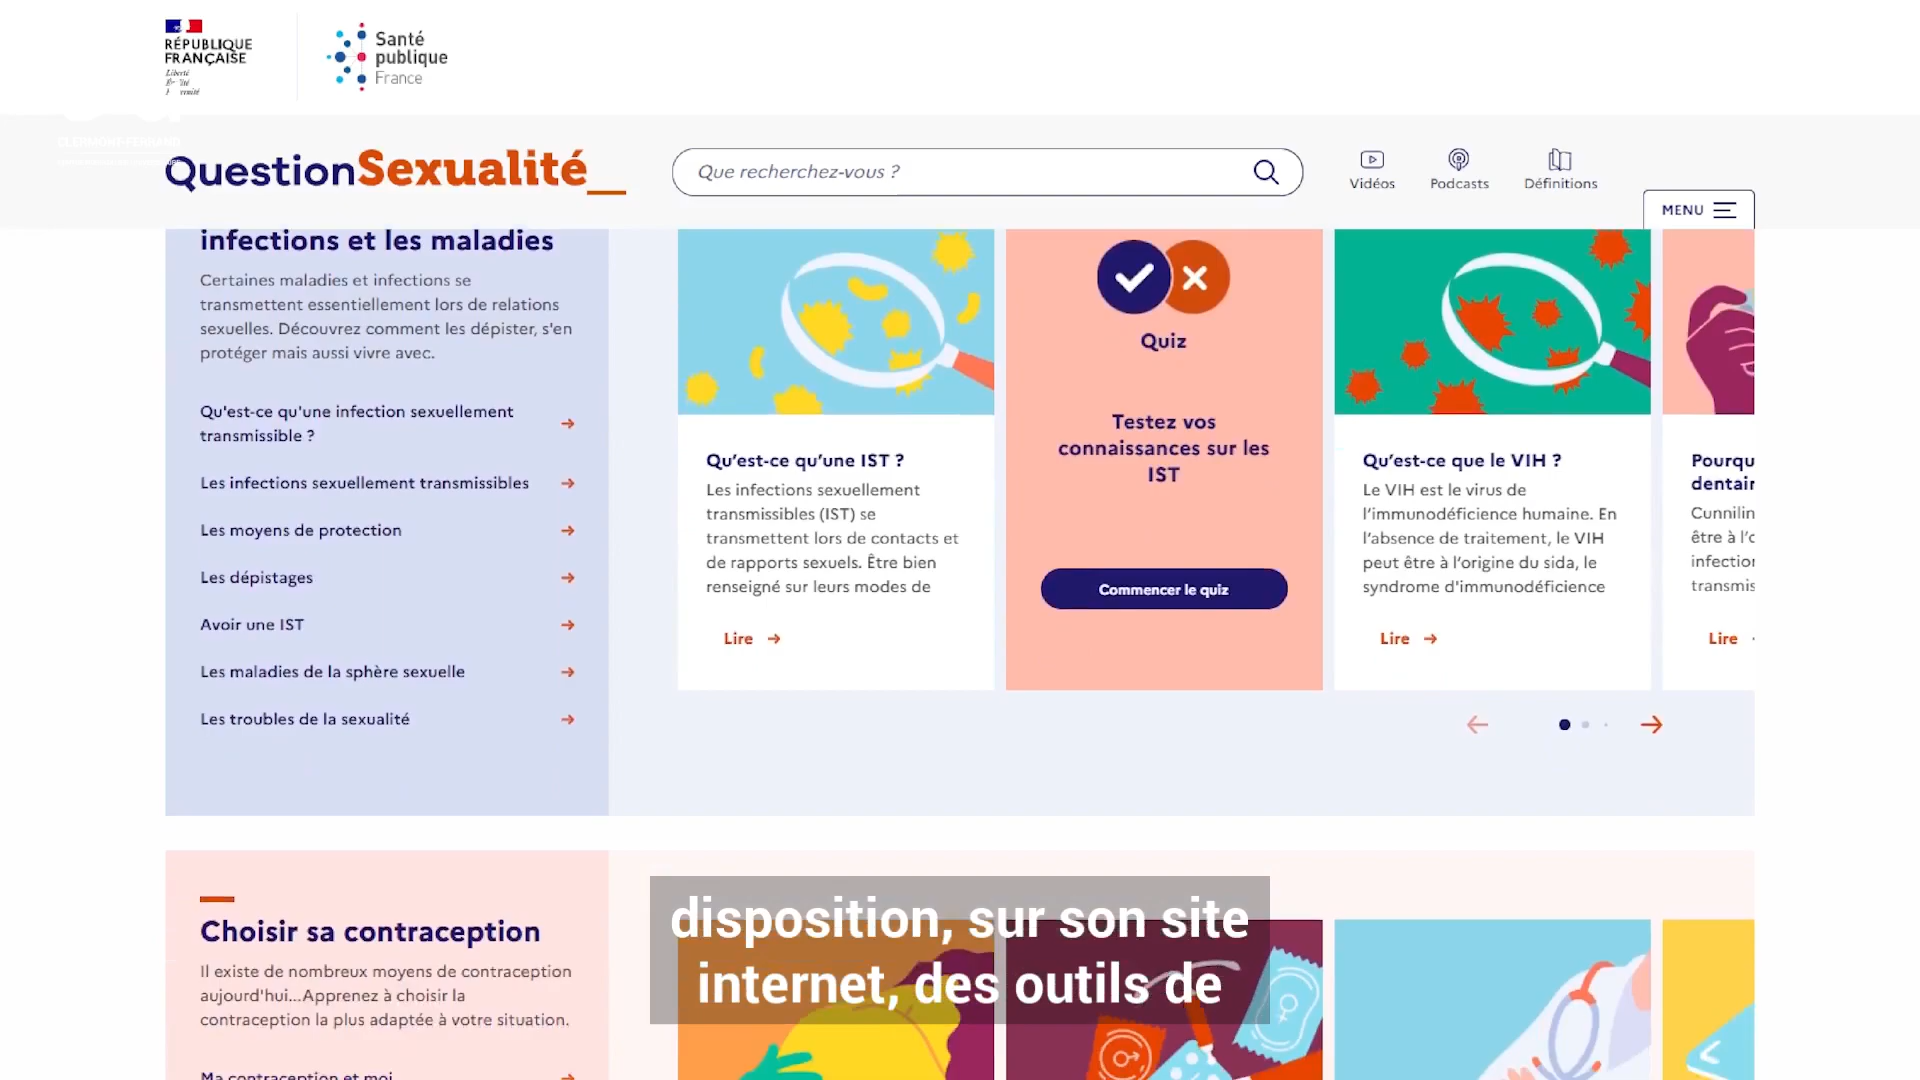 RÉPUBLIQUE
FRANÇAISE
Liberté
Santé
publique
France
CLERMONT-FERRAND
QuestionSexualité_
Que recherchez-vous ?
Vidéos
Podcasts
Définitions
MENU
infections et les maladies
Certaines maladies et infections se
transmettent essentiellement lors de relations
sexuelles. Découvrez comment les dépister, s'en
protéger mais aussi vivre avec.
Qu'est-ce qu'une infection sexuellement
transmissible ?
Les infections sexuellement transmissibles
Les moyens de protection
Les dépistages
Avoir une IST
Les maladies de la sphère sexuelle
Les troubles de la sexualité
Qu’est-ce qu’une IST ?
Les infections sexuellement
transmissibles (IST) se
transmettent lors de contacts et
de rapports sexuels. Être bien
renseigné sur leurs modes de
Lire
Quiz
Testez vos
connaissances sur les
IST
Commencer le quiz
Qu’est-ce que le VIH ?
Le VIH est le virus de
l’immunodéficience humaine. En
l’absence de traitement, le VIH
peut être à l’origine du sida, le
syndrome d'immunodéficience
Lire
Pourqu
dentair
Cunnilin
être à l’o
infection
transmis
Lire
Choisir sa contraception
Il existe de nombreux moyens de contraception
aujourd'hui...Apprenez à choisir la
contraception la plus adaptée à votre situation.
Ma contraception et moi
disposition, sur son site
internet, des outils de